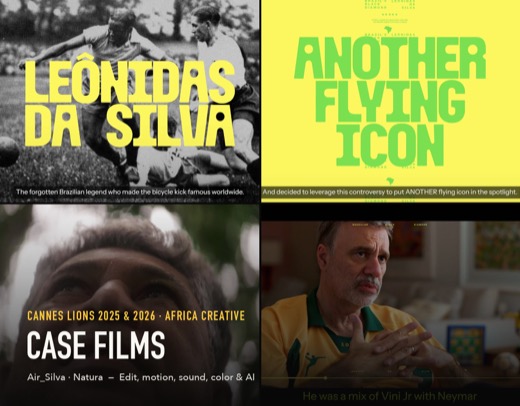 LEÔNIDAS
DA SILVA
The forgotten Brazilian legend who made the bicycle kick famous worldwide.
ANOTHER
FLYING
ICON
And decided to leverage this controversy to put ANOTHER flying icon in the spotlight.
CANNES LIONS 2025 & 2026 · AFRICA CREATIVE
CASE FILMS
Air_Silva · Natura – Edit, motion, sound, color & AI
He was a mix of Vini Jr with Neymar